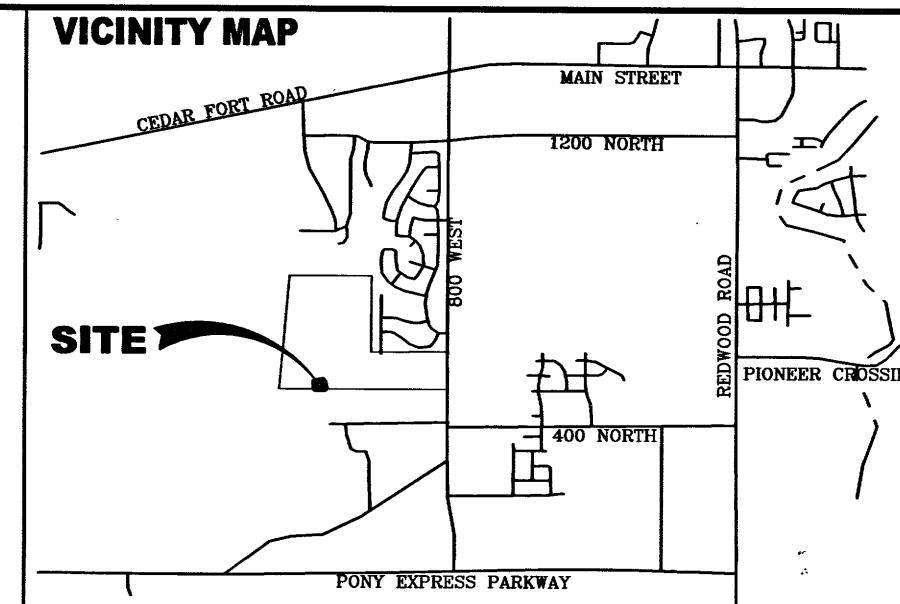 VICINITY MAP
MAIN STREET
CEDAR FORT ROAD
1200 NORTH
800 WEST
REDWOOD ROAD
SITE
PIONEER CROSSI
400 NORTH
PONY EXPRESS PARKWAY